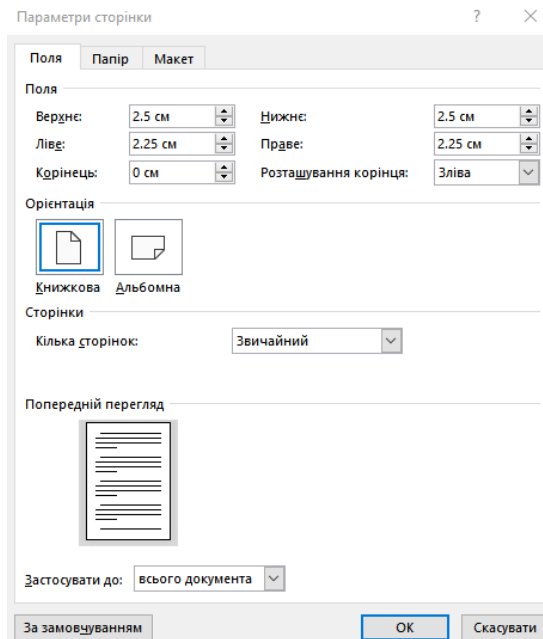 Параметри сторінки ?
Поля Папір Макет
Поля
Верхнє: 2.5 см Нижнє: 2.5 см
Ліве: 2.25 см Праве: 2.25 см
Корінець: 0 см Розташування корінця: Зліва
Орієнтація
Книжкова Альбомна
Сторінки
Кілька сторінок: Звичайний
Попередній перегляд
Застосувати до: всього документа
За замовчуванням ОК Скасувати